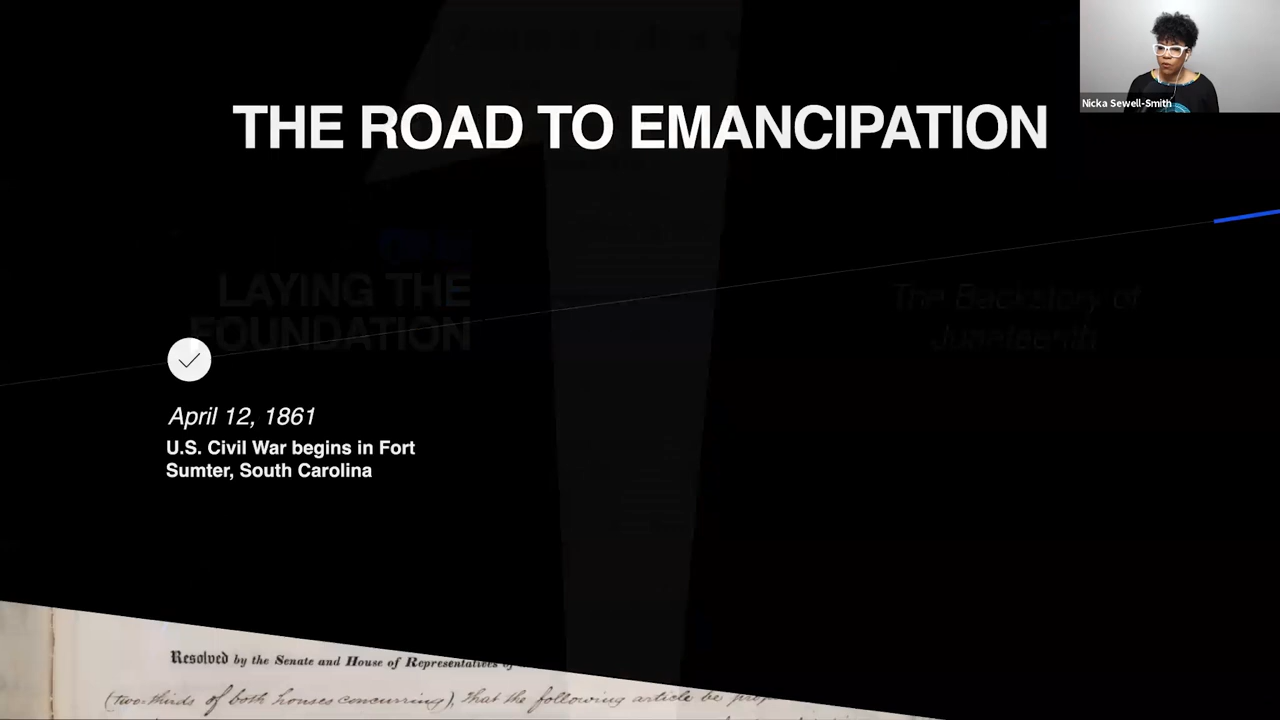 THE ROAD TO EMANCIPATION
Nicka Sewell-Smith
LAYING THE
FOUNDATION
The Backstory of
Juneteenth
April 12, 1861
U.S. Civil War begins in Fort
Sumter, South Carolina
Resolved by the Senate and House of Representatives of
(two-thirds of both houses concurring), that the following article be